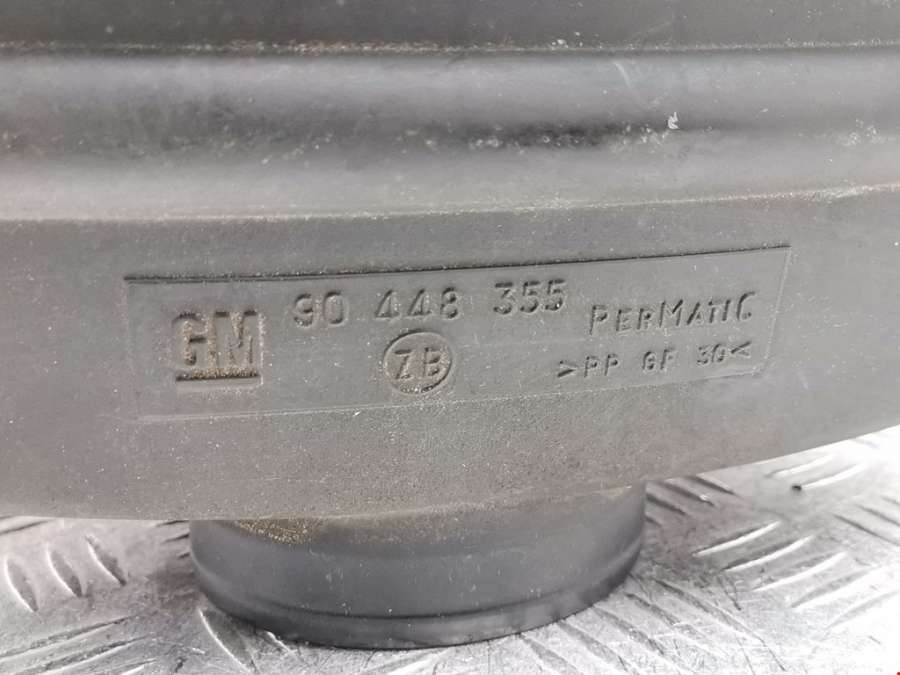 GM 90 448 355 PERMATIC
ZB >PP GF 30<